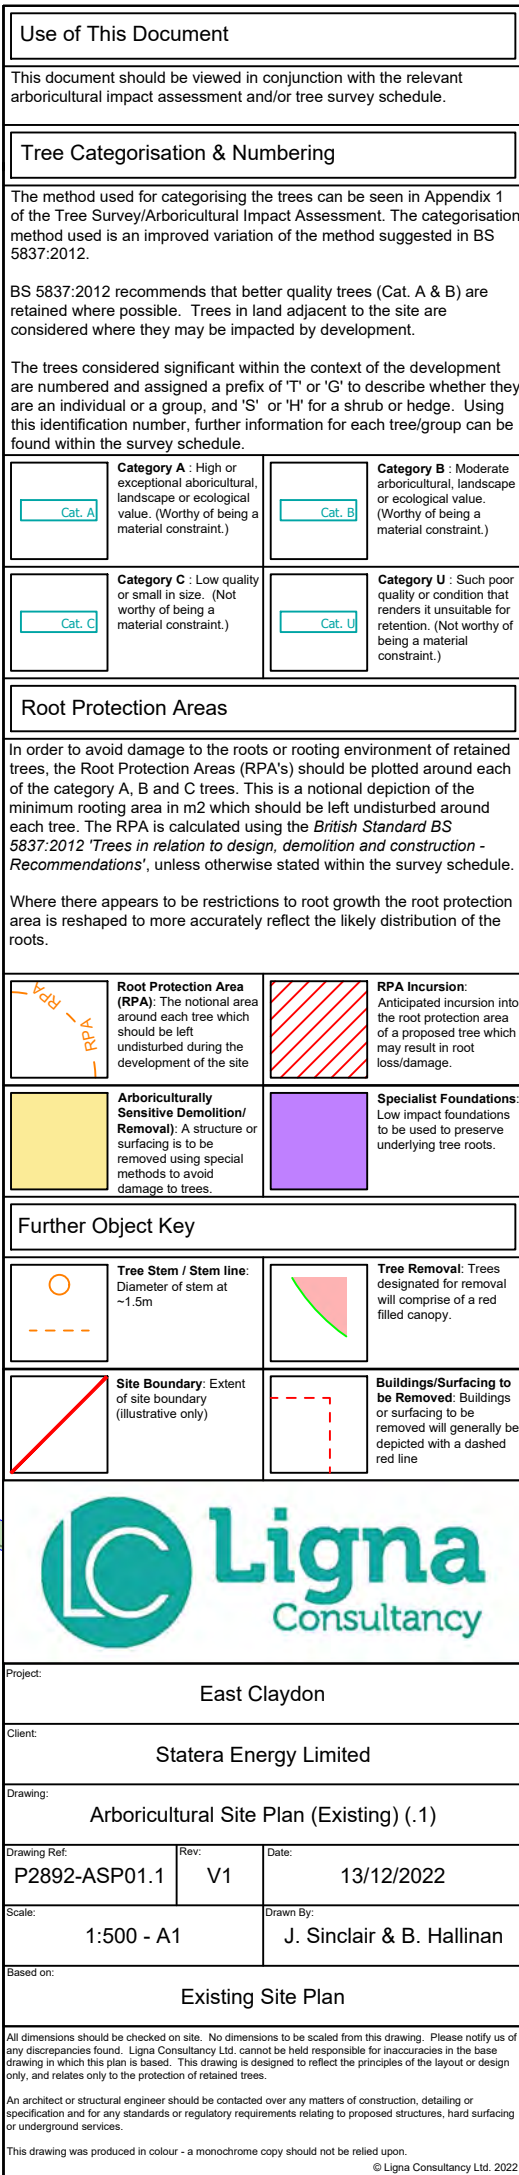 Use of This Document
This document should be viewed in conjunction with the relevant
arboricultural impact assessment and/or tree survey schedule.
Tree Categorisation & Numbering
The method used for categorising the trees can be seen in Appendix 1
of the Tree Survey/Arboricultural Impact Assessment. The categorisation
method used is an improved variation of the method suggested in BS
5837:2012.
BS 5837:2012 recommends that better quality trees (Cat. A & B) are
retained where possible.  Trees in land adjacent to the site are
considered where they may be impacted by development.
The trees considered significant within the context of the development
are numbered and assigned a prefix of 'T' or 'G' to describe whether they
are an individual or a group, and 'S'  or 'H' for a shrub or hedge.  Using
this identification number, further information for each tree/group can be
found within the survey schedule.
Cat. A
Category A : High or
exceptional aboricultural,
landscape or ecological
value. (Worthy of being a
material constraint.)
Cat. B
Category B : Moderate
arboricultural, landscape
or ecological value.
(Worthy of being a
material constraint.)
Cat. C
Category C : Low quality
or small in size.  (Not
worthy of being a
material constraint.)
Cat. U
Category U : Such poor
quality or condition that
renders it unsuitable for
retention. (Not worthy of
being a material
constraint.)
Root Protection Areas
In order to avoid damage to the roots or rooting environment of retained
trees, the Root Protection Areas (RPA's) should be plotted around each
of the category A, B and C trees. This is a notional depiction of the
minimum rooting area in m2 which should be left undisturbed around
each tree. The RPA is calculated using the British Standard BS
5837:2012 'Trees in relation to design, demolition and construction -
Recommendations', unless otherwise stated within the survey schedule.
Where there appears to be restrictions to root growth the root protection
area is reshaped to more accurately reflect the likely distribution of the
roots.
RPA
RPA
Root Protection Area
(RPA): The notional area
around each tree which
should be left
undisturbed during the
development of the site
RPA Incursion:
Anticipated incursion into
the root protection area
of a proposed tree which
may result in root
loss/damage.
Arboriculturally
Sensitive Demolition/
Removal): A structure or
surfacing is to be
removed using special
methods to avoid
damage to trees.
Specialist Foundations:
Low impact foundations
to be used to preserve
underlying tree roots.
Further Object Key
Tree Stem / Stem line:
Diameter of stem at
~1.5m
Tree Removal: Trees
designated for removal
will comprise of a red
filled canopy.
Site Boundary: Extent
of site boundary
(illustrative only)
Buildings/Surfacing to
be Removed: Buildings
or surfacing to be
removed will generally be
depicted with a dashed
red line
LC
Ligna
Consultancy
Project:
East Claydon
Client:
Statera Energy Limited
Drawing:
Arboricultural Site Plan (Existing) (.1)
Drawing Ref:
P2892-ASP01.1
Rev:
V1
Date:
13/12/2022
Scale:
1:500 - A1
Drawn By:
J. Sinclair & B. Hallinan
Based on:
Existing Site Plan
All dimensions should be checked on site.  No dimensions to be scaled from this drawing.  Please notify us of
any discrepancies found.  Ligna Consultancy Ltd. cannot be held responsible for inaccuracies in the base
drawing in which this plan is based.  This drawing is designed to reflect the principles of the layout or design
only, and relates only to the protection of retained trees.
An architect or structural engineer should be contacted over any matters of construction, detailing or
specification and for any standards or regulatory requirements relating to proposed structures, hard surfacing
or underground services.
This drawing was produced in colour - a monochrome copy should not be relied upon.
© Ligna Consultancy Ltd. 2022